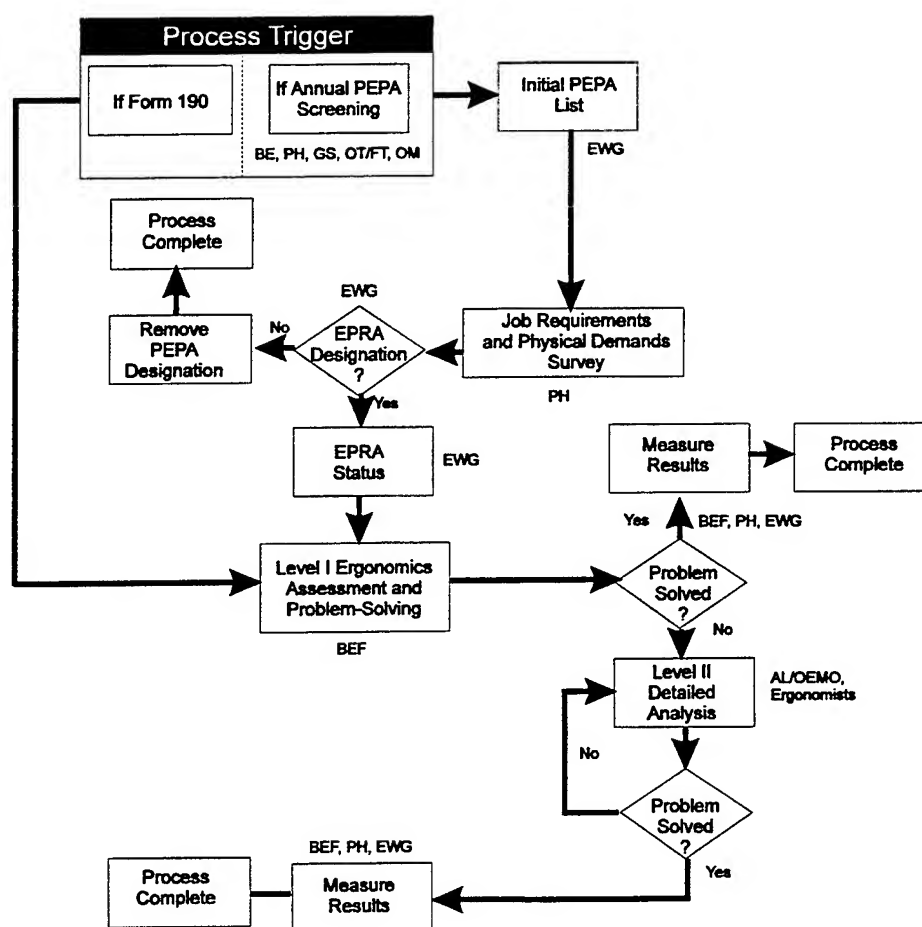 Process Trigger
If Form 190
If Annual PEPA
Screening
BE, PH, GS, OT/FT, OM
Initial PEPA
List
EWG
Process
Complete
EWG
Remove
PEPA
Designation
No
EPRA
Designation
?
Yes
Job Requirements
and Physical Demands
Survey
PH
EPRA
Status
EWG
Measure
Results
Process
Complete
Yes
BEF, PH, EWG
Level I Ergonomics
Assessment and
Problem-Solving
BEF
Problem
Solved
?
No
Level II
Detailed
Analysis
AL/OEMO,
Ergonomists
No
Problem
Solved
?
Yes
BEF, PH, EWG
Process
Complete
Measure
Results